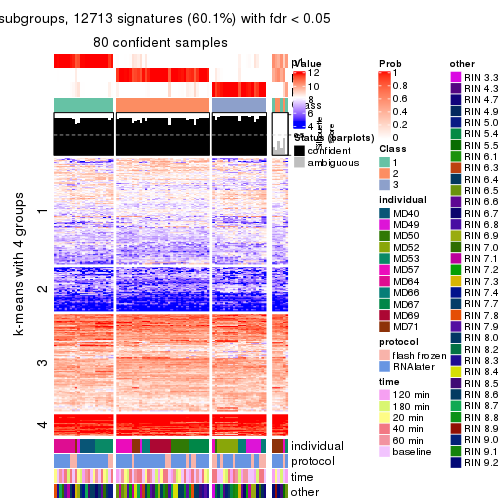 subgroups, 12713 signatures (60.1%) with fdr < 0.05
80 confident samples
k-means with 4 groups
1
2
3
4
individual
protocol
time
other
Value
12
10
8
6
4
Status (barplots)
confident
ambiguous
Silhouette
score
Prob
1
0.8
0.6
0.4
0.2
0
Class
1
2
3
individual
MD40
MD49
MD50
MD52
MD53
MD57
MD64
MD66
MD67
MD69
MD71
protocol
flash frozen
RNAlater
time
120 min
180 min
20 min
40 min
60 min
baseline
other
RIN 3.3
RIN 4.3
RIN 4.7
RIN 4.9
RIN 5.0
RIN 5.4
RIN 5.5
RIN 6.1
RIN 6.3
RIN 6.4
RIN 6.5
RIN 6.6
RIN 6.7
RIN 6.8
RIN 6.9
RIN 7.0
RIN 7.1
RIN 7.2
RIN 7.3
RIN 7.4
RIN 7.7
RIN 7.8
RIN 7.9
RIN 8.0
RIN 8.2
RIN 8.3
RIN 8.4
RIN 8.5
RIN 8.6
RIN 8.7
RIN 8.8
RIN 8.9
RIN 9.0
RIN 9.1
RIN 9.2